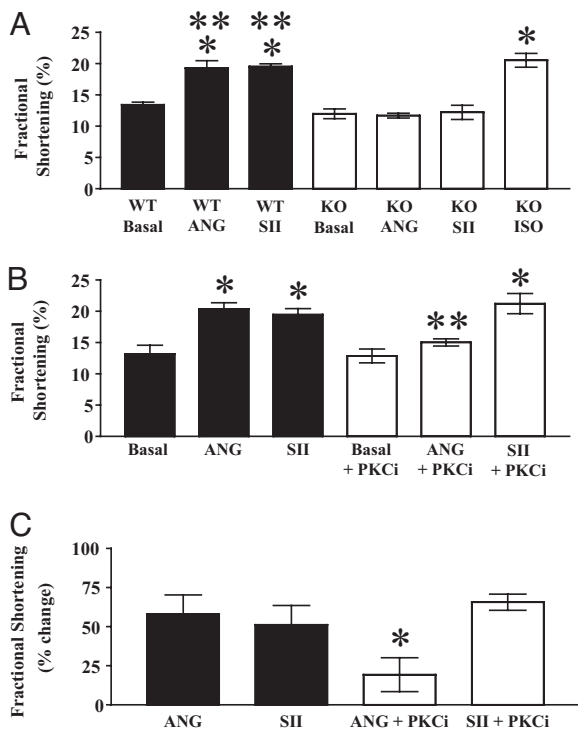 A
Fractional
Shortening (%)
25
20
15
10
5
0
** **
* * *
WT WT WT KO KO KO KO
Basal ANG SII Basal ANG SII ISO
B
Fractional
Shortening (%)
25
20
15
10
5
0
* * ** *
Basal ANG SII Basal ANG SII
+ PKCi + PKCi + PKCi
C
Fractional Shortening
(% change)
100
75
50
25
0
*
ANG SII ANG + PKCi SII + PKCi